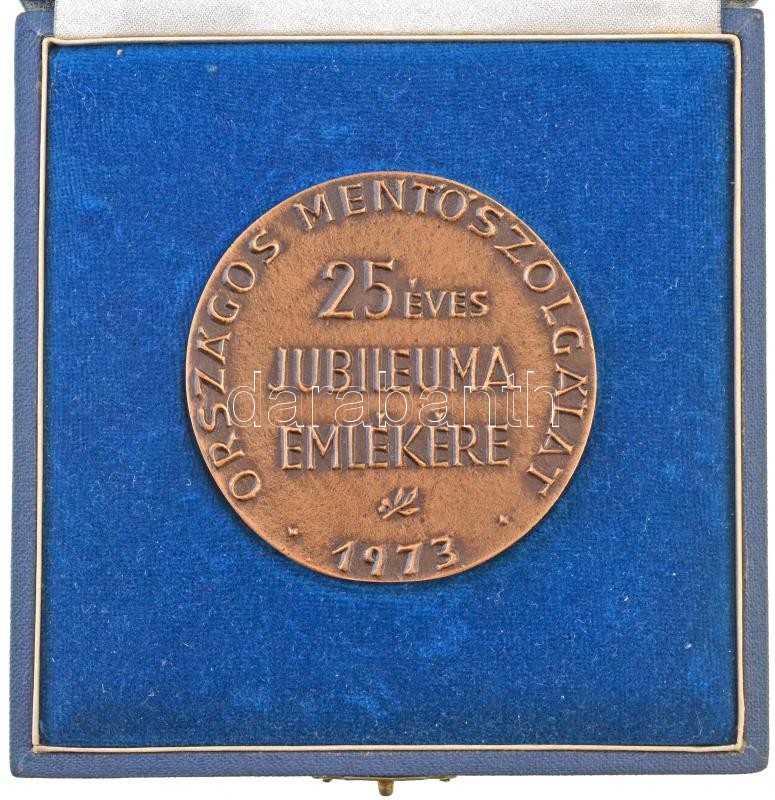 ORSZÁGOS MENTŐSZOLGÁLAT
25 ÉVES
JUBILEUMA
darabanth
EMLÉKÉRE
1973